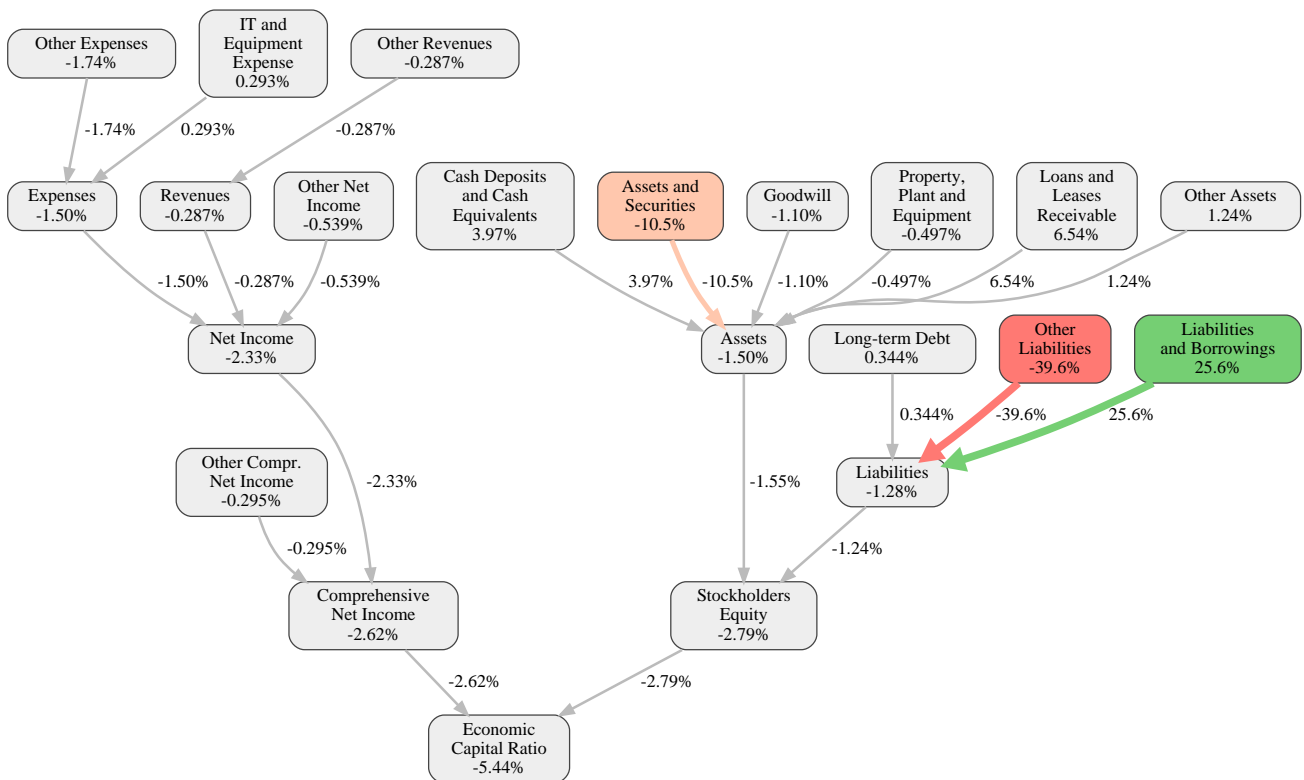 IT and
Equipment
Expense
0.293%
Other Expenses
-1.74%
Other Revenues
-0.287%
-1.74%
0.293%
-0.287%
Expenses
-1.50%
Revenues
-0.287%
Other Net
Income
-0.539%
Cash Deposits
and Cash
Equivalents
3.97%
Assets and
Securities
-10.5%
Goodwill
-1.10%
Property,
Plant and
Equipment
-0.497%
Loans and
Leases
Receivable
6.54%
Other Assets
1.24%
-1.50%
-0.287%
-0.539%
3.97%
-10.5%
-1.10%
-0.497%
6.54%
1.24%
Net Income
-2.33%
Assets
-1.50%
Long-term Debt
0.344%
Other
Liabilities
-39.6%
Liabilities
and Borrowings
25.6%
0.344%
-39.6%
25.6%
Other Compr.
Net Income
-0.295%
-2.33%
-1.55%
Liabilities
-1.28%
-0.295%
-1.24%
Comprehensive
Net Income
-2.62%
Stockholders
Equity
-2.79%
-2.62%
-2.79%
Economic
Capital Ratio
-5.44%